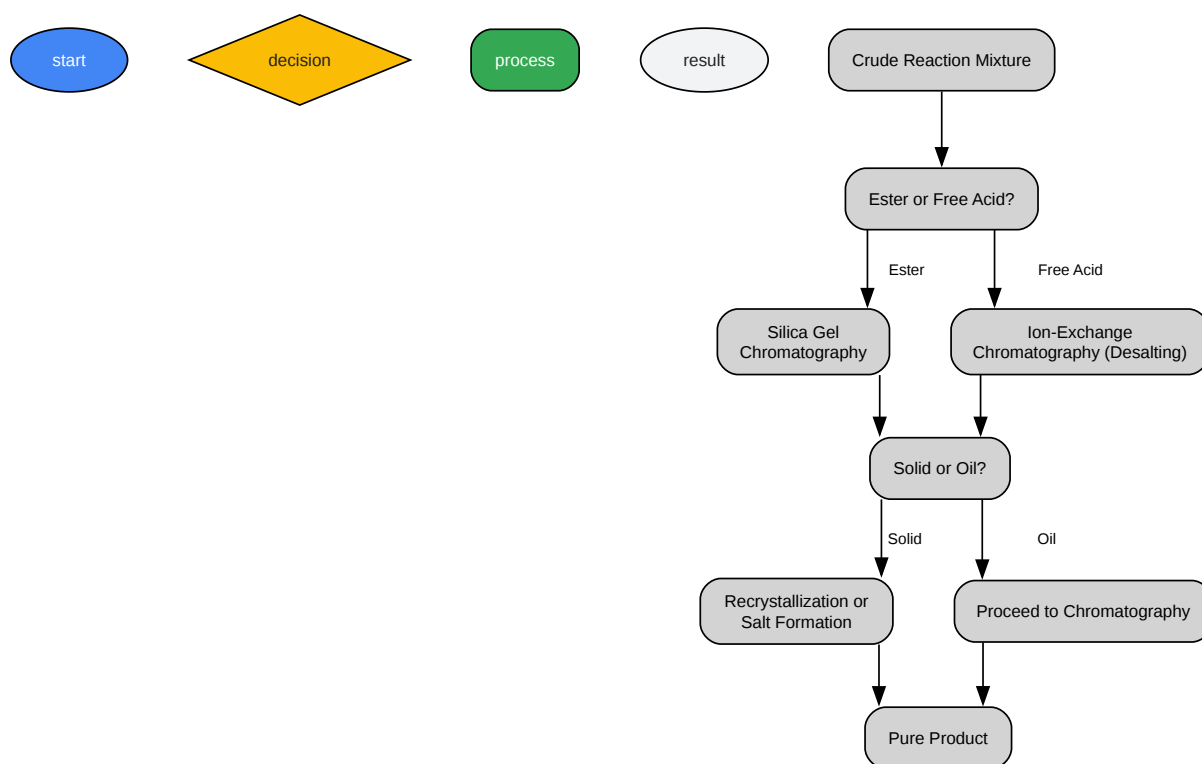 start
decision
process
result
Crude Reaction Mixture
Ester or Free Acid?
Ester
Free Acid
Silica Gel
Chromatography
Ion-Exchange
Chromatography (Desalting)
Solid or Oil?
Solid
Oil
Recrystallization or
Salt Formation
Proceed to Chromatography
Pure Product